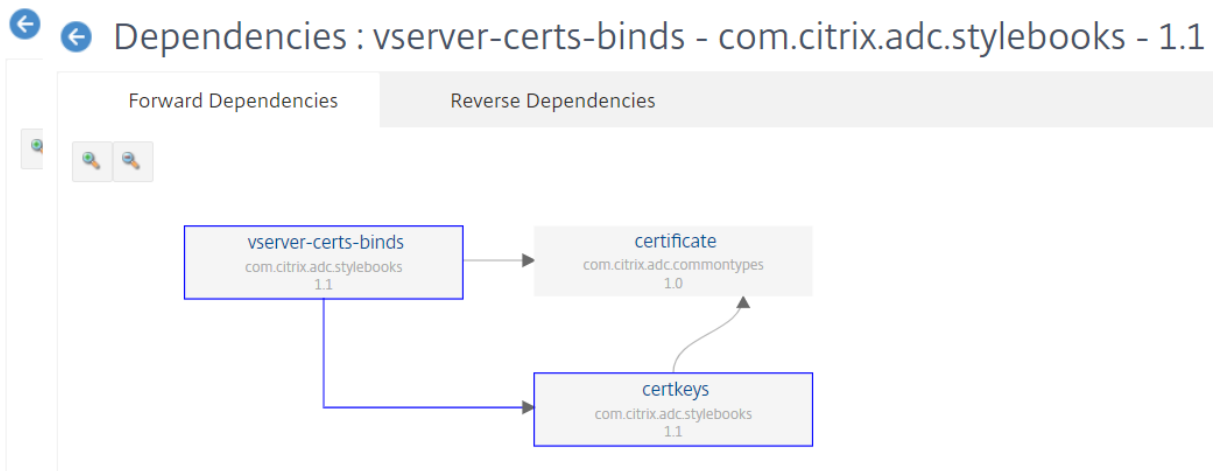 Dependencies : vserver-certs-binds - com.citrix.adc.stylebooks - 1.1
Forward Dependencies
Reverse Dependencies
vserver-certs-binds
com.citrix.adc.stylebooks
1.1
certificate
com.citrix.adc.commontypes
1.0
certkeys
com.citrix.adc.stylebooks
1.1